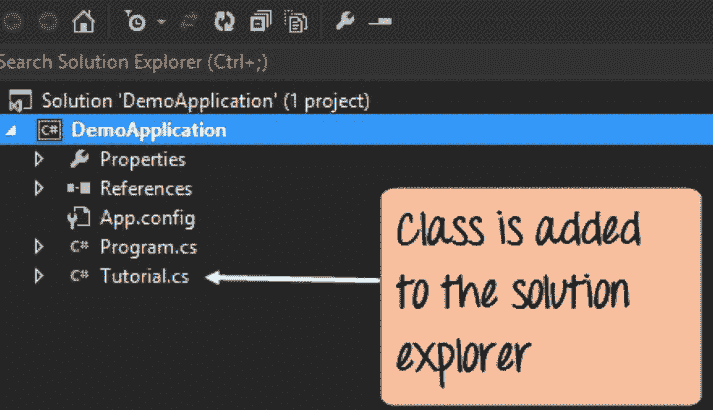 Search Solution Explorer (Ctrl+;)
Solution 'DemoApplication' (1 project)
C# DemoApplication
Properties
References
App.config
C# Program.cs
C# Tutorial.cs
Class is added
to the solution
explorer